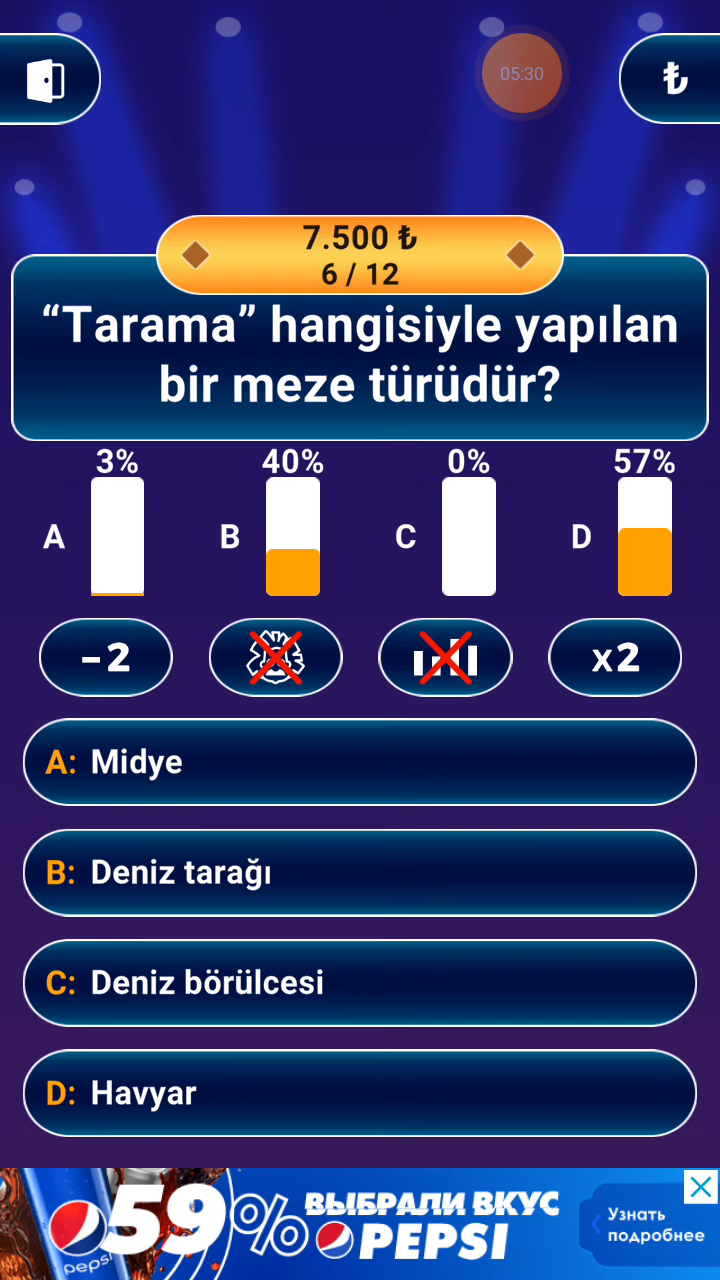 05:30
₺
7.500 ₺
6 / 12
“Tarama” hangisiyle yapılan
bir meze türüdür?
3% 40% 0% 57%
A B C D
-2 x2
A: Midye
B: Deniz tarağı
C: Deniz börülcesi
D: Havyar
59% ВЫБРАЛИ ВКУС
PEPSI
pepsi
Узнать
подробнее